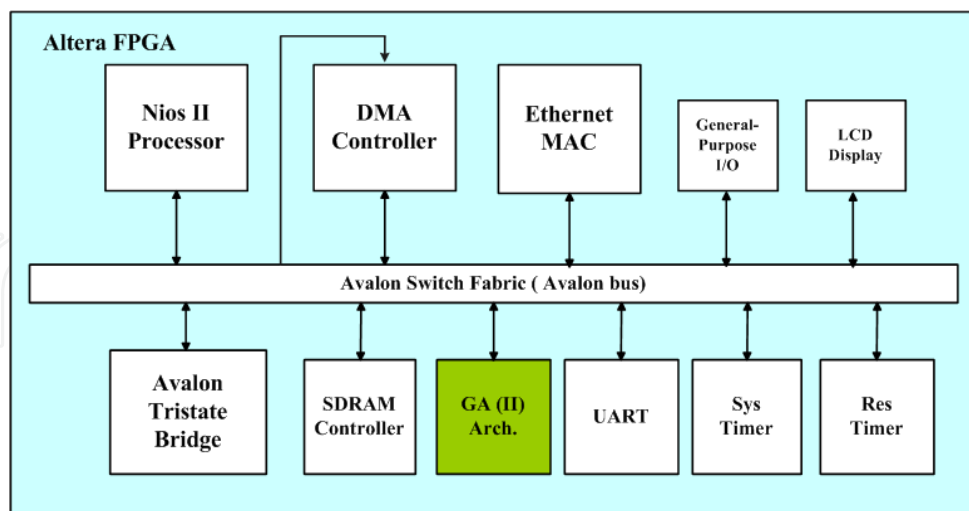 Altera FPGA
Nios II
Processor
DMA
Controller
Ethernet
MAC
General-
Purpose
I/O
LCD
Display
Avalon Switch Fabric ( Avalon bus)
Avalon
Tristate
Bridge
SDRAM
Controller
GA (II)
Arch.
UART
Sys
Timer
Res
Timer